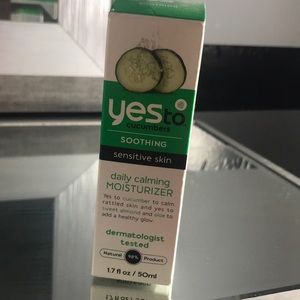 yes to
cucumbers
SOOTHING
sensitive skin
daily calming
MOISTURIZER
Yes to cucumber to calm
rattled skin and yes to
sweet almond and aloe to
add a healthy glow.
dermatologist
tested
Natural 98% Product
1.7 fl oz / 50ml